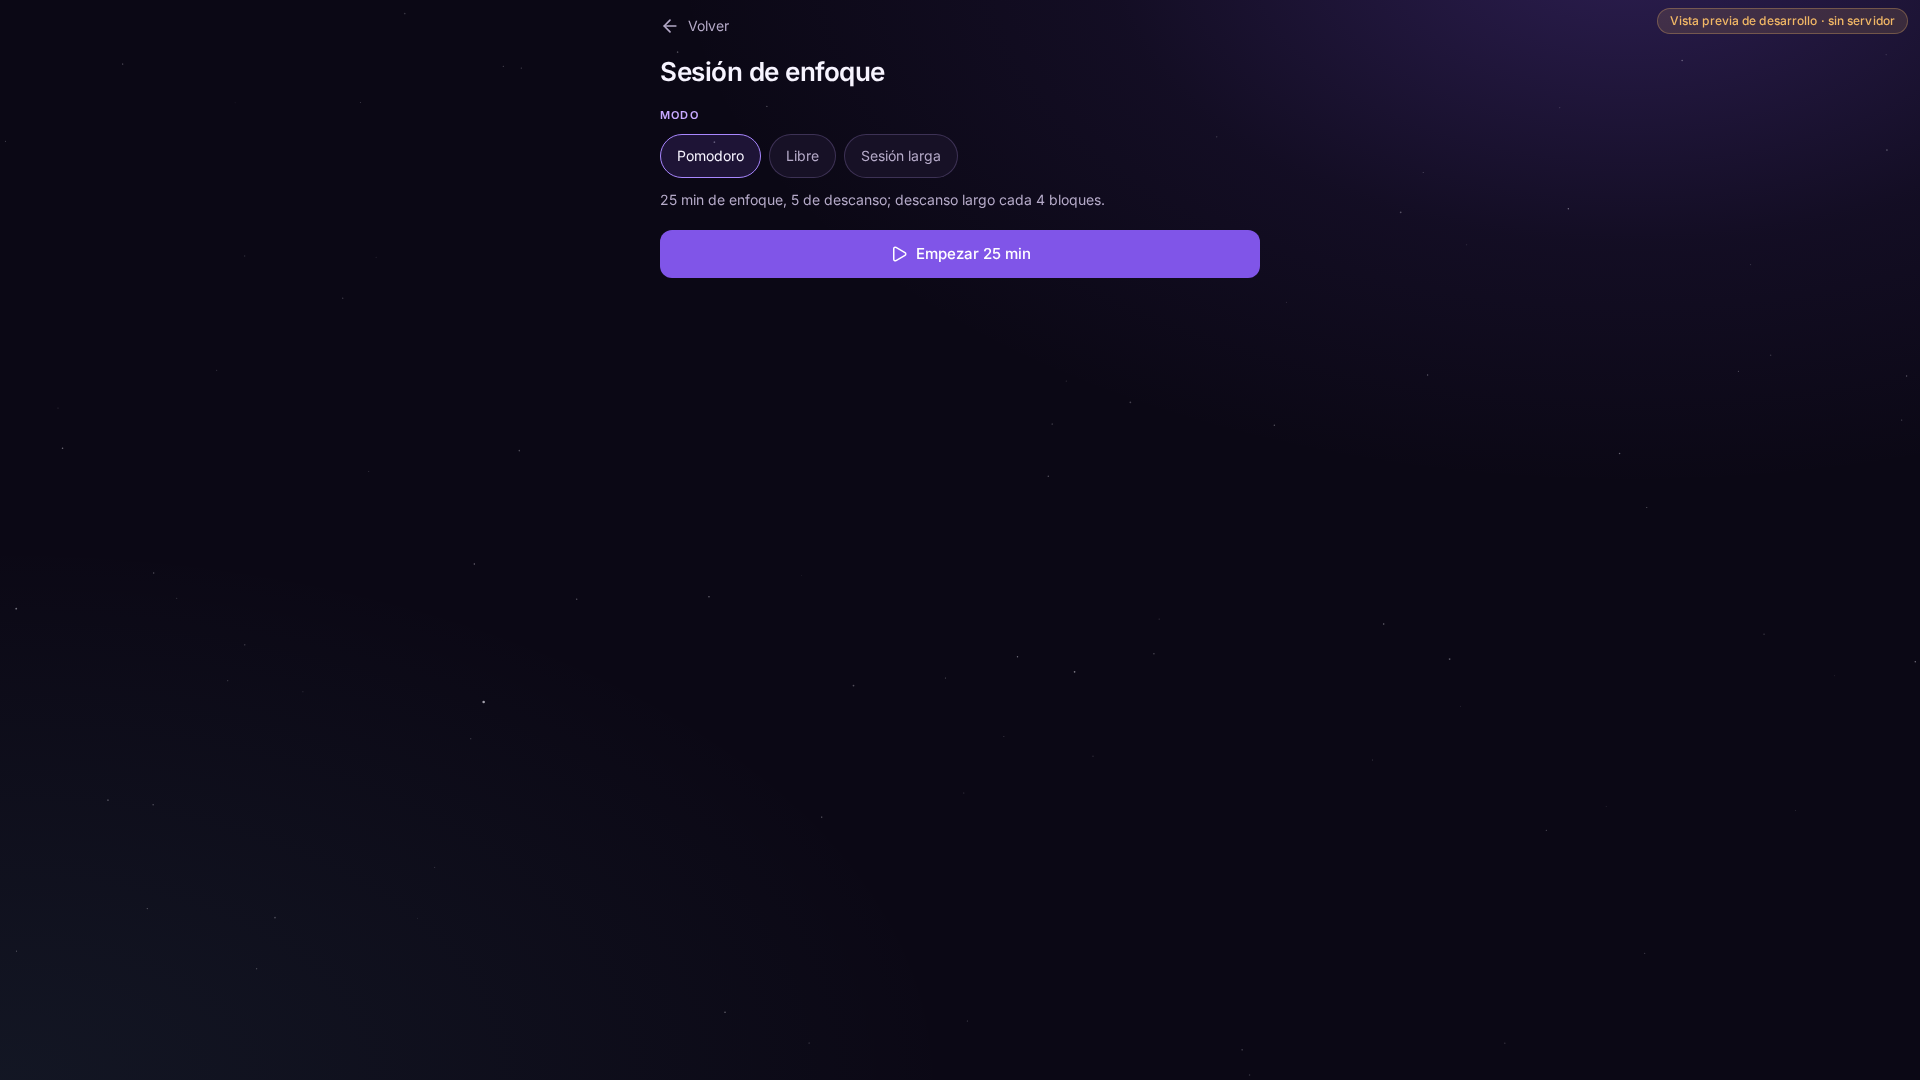 Volver
Vista previa de desarrollo · sin servidor
Sesión de enfoque
MODO
Pomodoro
Libre
Sesión larga
25 min de enfoque, 5 de descanso; descanso largo cada 4 bloques.
Empezar 25 min